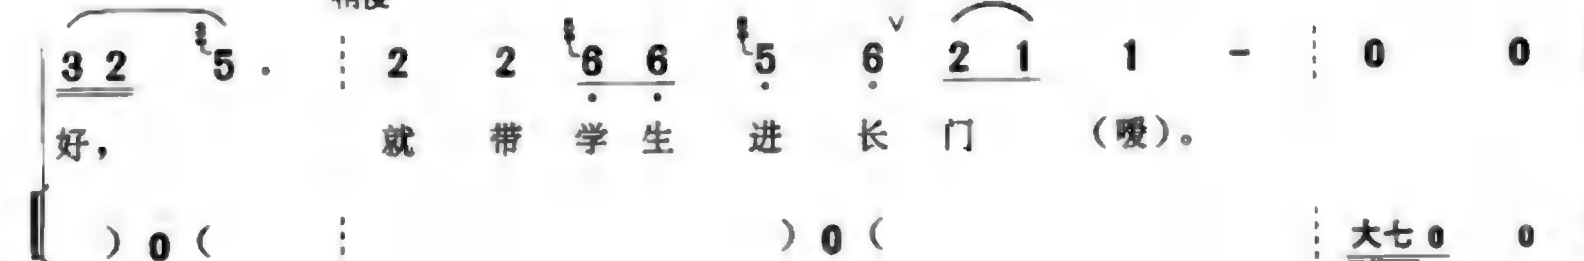 3 2 5 · 2 2 6 6 5 6 ∨ 2 1 1 - 0 0
好， 就 带 学 生 进 长 门 （嗳）。
） 0 （ ） 0 （ 大七 0 0